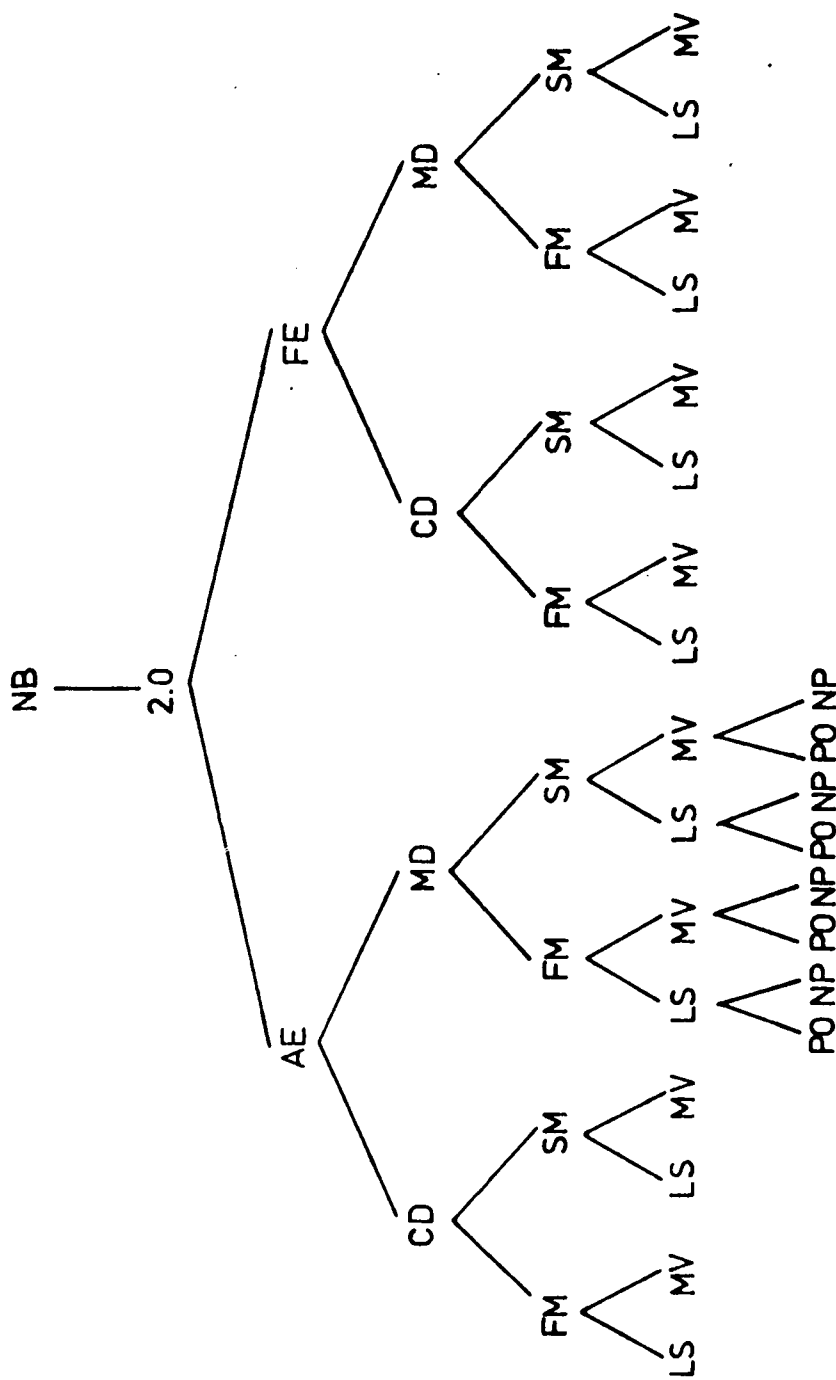 NB
2.0
AE FE
CD MD CD MD
FM SM FM SM FM SM FM SM
LS MV LS MV LS MV LS MV LS MV LS MV LS MV LS MV
PO NP PO NP PO NP PO NP